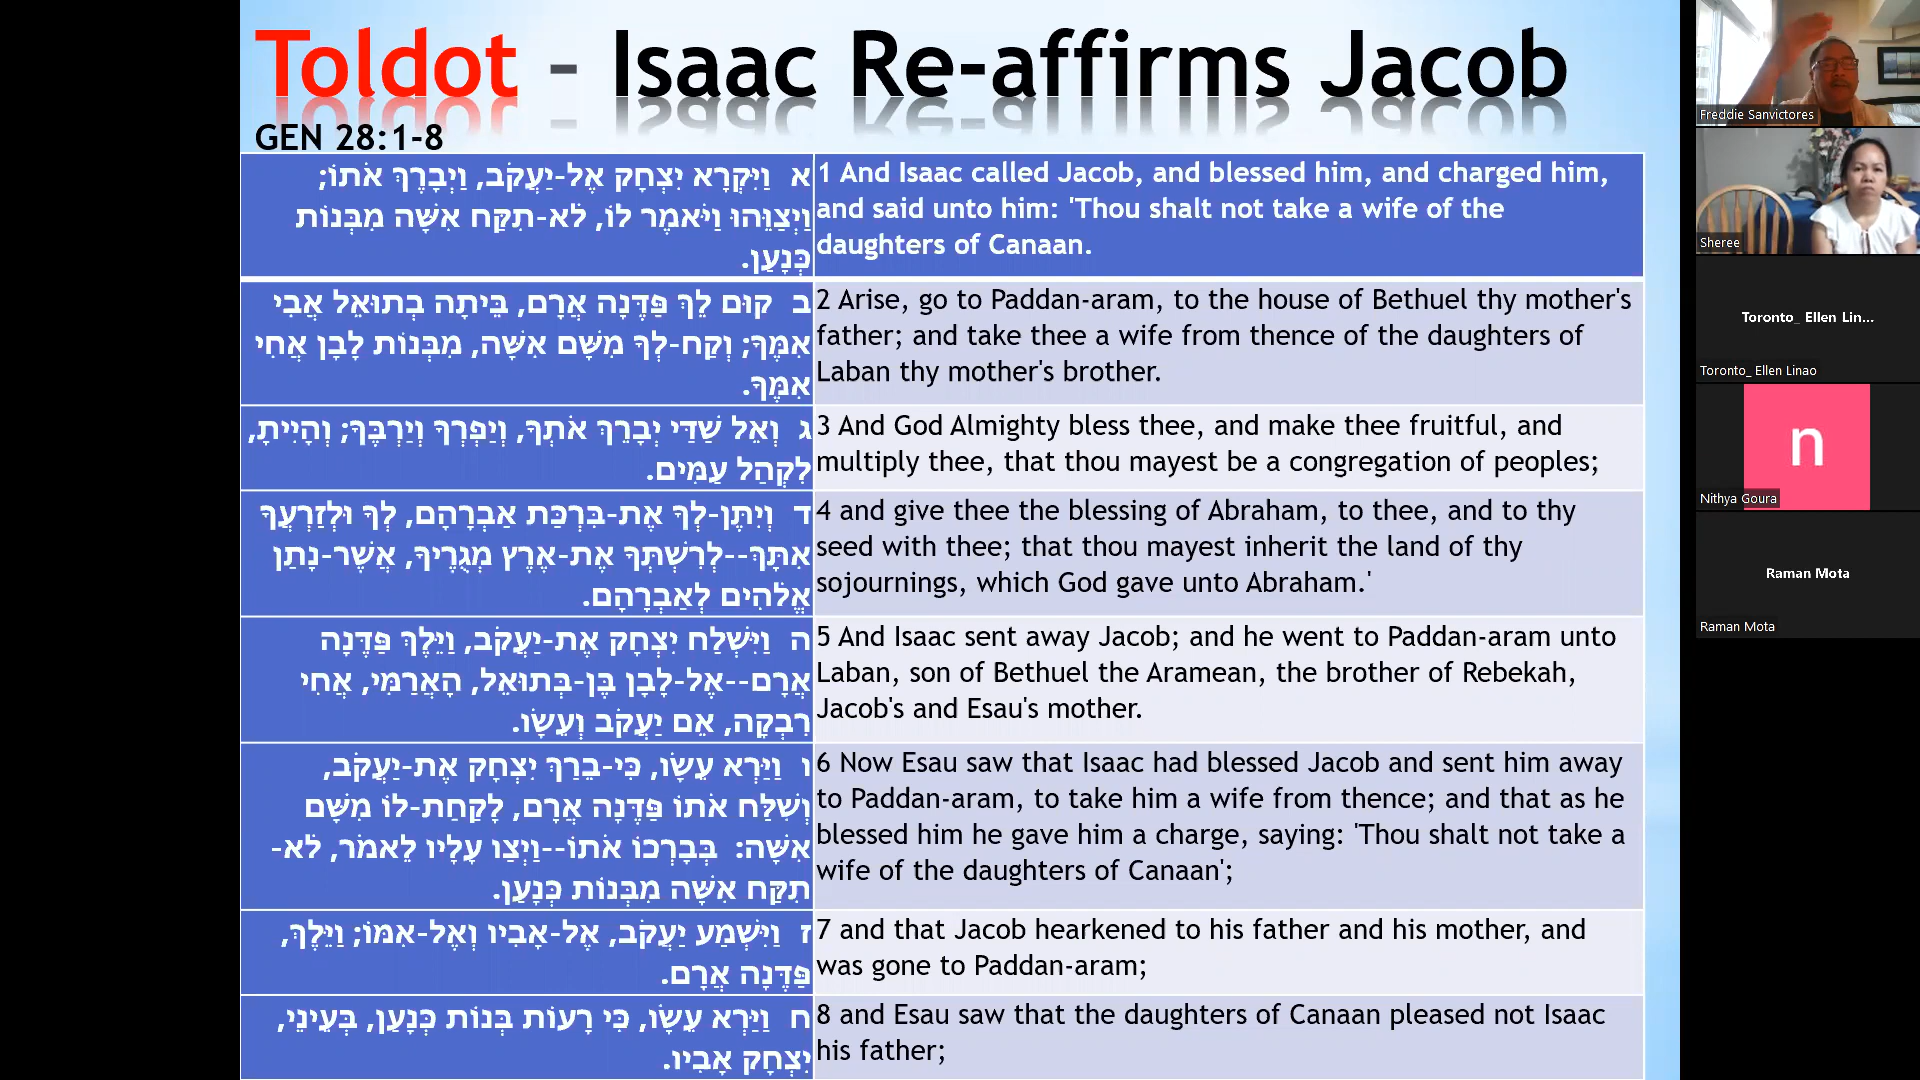 Toldot - Isaac Re-affirms Jacob
GEN 28:1-8
א וַיִּקְרָא יִצְחָק אֶל-יַעֲקֹב, וַיְבָרֶךְ אֹתוֹ;
וַיְצַוֵּהוּ וַיֹּאמֶר לוֹ, לֹא-תִקַּח אִשָּׁה מִבְּנוֹת
כְּנָעַן.
1 And Isaac called Jacob, and blessed him, and charged him,
and said unto him: 'Thou shalt not take a wife of the
daughters of Canaan.
ב קוּם לֵךְ פַּדֶּנָה אֲרָם, בֵּיתָה בְתוּאֵל אֲבִי
אִמֶּךָ; וְקַח-לְךָ מִשָּׁם אִשָּׁה, מִבְּנוֹת לָבָן אֲחִי
אִמֶּךָ.
2 Arise, go to Paddan-aram, to the house of Bethuel thy mother's
father; and take thee a wife from thence of the daughters of
Laban thy mother's brother.
ג וְאֵל שַׁדַּי יְבָרֵךְ אֹתְךָ, וְיַפְרְךָ וְיַרְבֶּךָ; וְהָיִיתָ,
לִקְהַל עַמִּים.
3 And God Almighty bless thee, and make thee fruitful, and
multiply thee, that thou mayest be a congregation of peoples;
ד וְיִתֶּן-לְךָ אֶת-בִּרְכַּת אַבְרָהָם, לְךָ וּלְזַרְעֲךָ
אִתָּךְ--לְרִשְׁתְּךָ אֶת-אֶרֶץ מְגֻרֶיךָ, אֲשֶׁר-נָתַן
אֱלֹהִים לְאַבְרָהָם.
4 and give thee the blessing of Abraham, to thee, and to thy
seed with thee; that thou mayest inherit the land of thy
sojournings, which God gave unto Abraham.'
ה וַיִּשְׁלַח יִצְחָק אֶת-יַעֲקֹב, וַיֵּלֶךְ פַּדֶּנָה
אֲרָם--אֶל-לָבָן בֶּן-בְּתוּאֵל, הָאֲרַמִּי, אֲחִי
רִבְקָה, אֵם יַעֲקֹב וְעֵשָׂו.
5 And Isaac sent away Jacob; and he went to Paddan-aram unto
Laban, son of Bethuel the Aramean, the brother of Rebekah,
Jacob's and Esau's mother.
ו וַיַּרְא עֵשָׂו, כִּי-בֵרַךְ יִצְחָק אֶת-יַעֲקֹב,
וְשִׁלַּח אֹתוֹ פַּדֶּנָה אֲרָם, לָקַחַת-לוֹ מִשָּׁם
אִשָּׁה: בְּבָרְכוֹ אֹתוֹ--וַיְצַו עָלָיו לֵאמֹר, לֹא-
תִקַּח אִשָּׁה מִבְּנוֹת כְּנָעַן.
6 Now Esau saw that Isaac had blessed Jacob and sent him away
to Paddan-aram, to take him a wife from thence; and that as he
blessed him he gave him a charge, saying: 'Thou shalt not take a
wife of the daughters of Canaan';
ז וַיִּשְׁמַע יַעֲקֹב, אֶל-אָבִיו וְאֶל-אִמּוֹ; וַיֵּלֶךְ,
פַּדֶּנָה אֲרָם.
7 and that Jacob hearkened to his father and his mother, and
was gone to Paddan-aram;
ח וַיַּרְא עֵשָׂו, כִּי רָעוֹת בְּנוֹת כְּנָעַן, בְּעֵינֵי,
יִצְחָק אָבִיו.
8 and Esau saw that the daughters of Canaan pleased not Isaac
his father;
Freddie Sanvictores
Sheree
Toronto_ Ellen Lin...
Toronto_ Ellen Linao
n
Nithya Goura
Raman Mota
Raman Mota